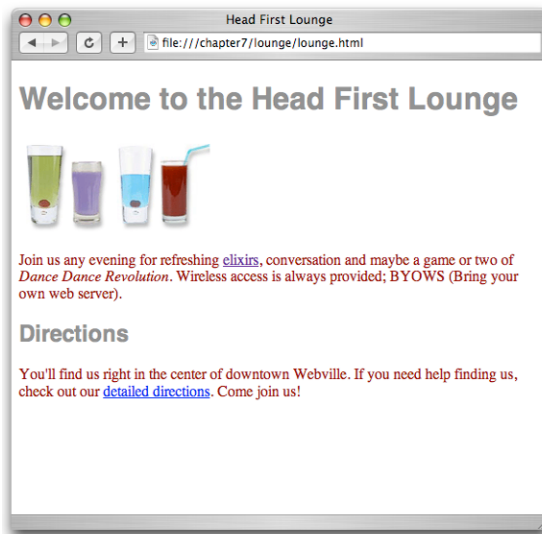 Head First Lounge
file:///chapter7/lounge/lounge.html
Welcome to the Head First Lounge
Join us any evening for refreshing elixirs, conversation and maybe a game or two of
Dance Dance Revolution. Wireless access is always provided; BYOWS (Bring your
own web server).
Directions
You'll find us right in the center of downtown Webville. If you need help finding us,
check out our detailed directions. Come join us!